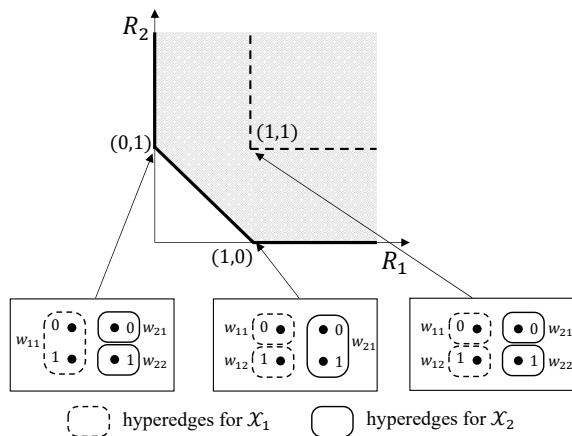 R₂
(1,1)
(0,1)
(1,0)
R₁
w₁₁ 0 0 w₂₁
1 1 w₂₂
w₁₁ 0 0 w₂₁
w₁₂ 1 1
w₁₁ 0 0 w₂₁
w₁₂ 1 1 w₂₂
hyperedges for 𝒳₁ hyperedges for 𝒳₂